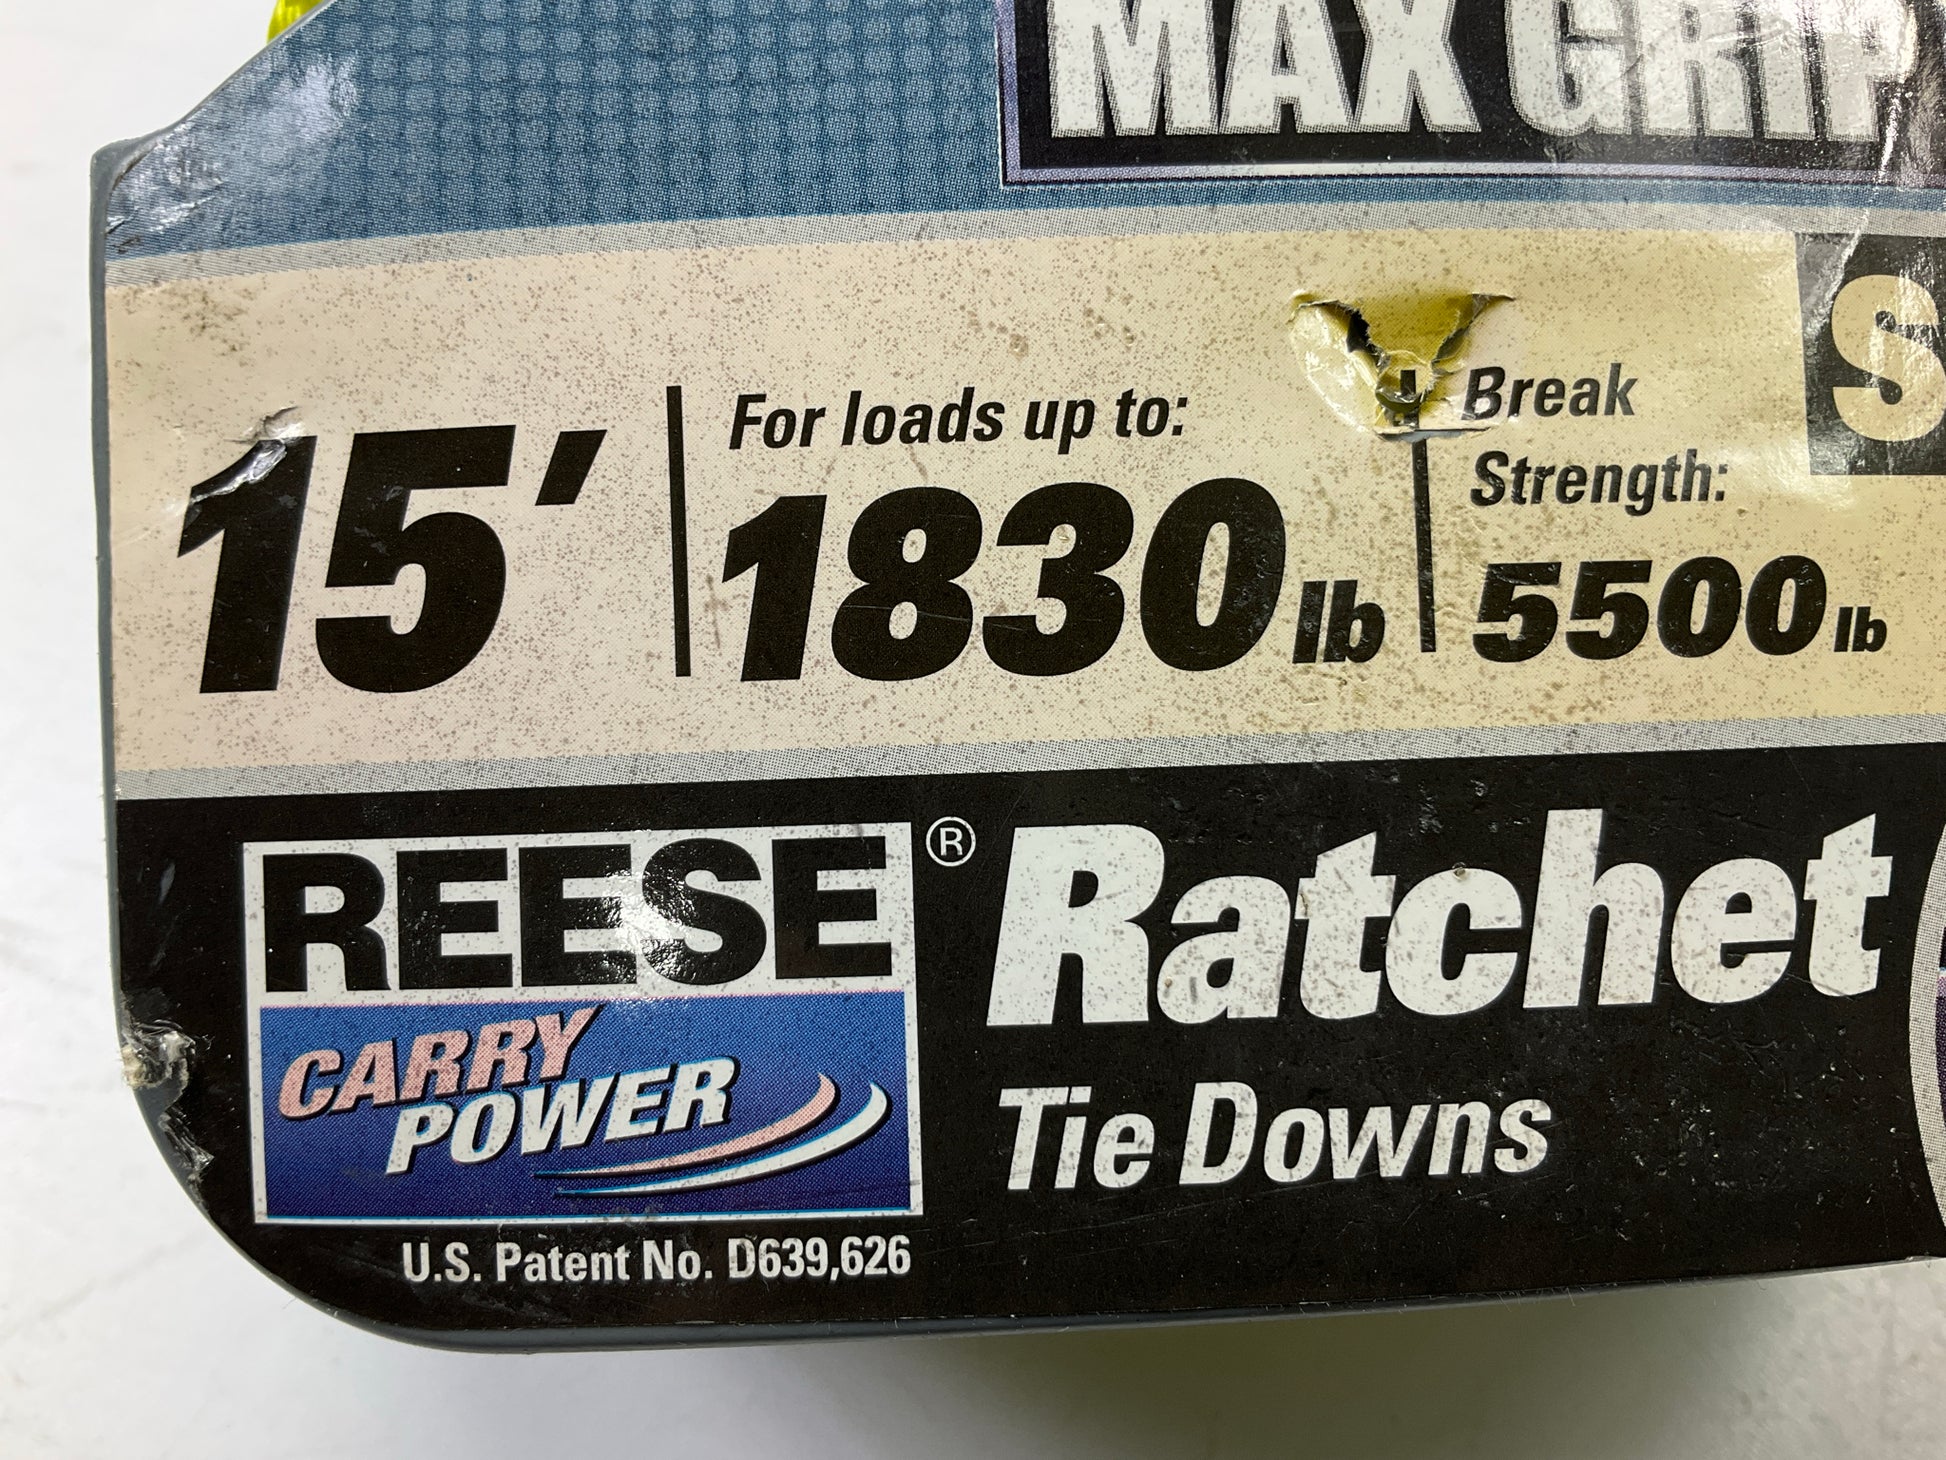 MAX GRIP
15'
For loads up to:
1830 lb
Break
Strength:
5500 lb
S
REESE®
CARRY
POWER
Ratchet
Tie Downs
U.S. Patent No. D639,626